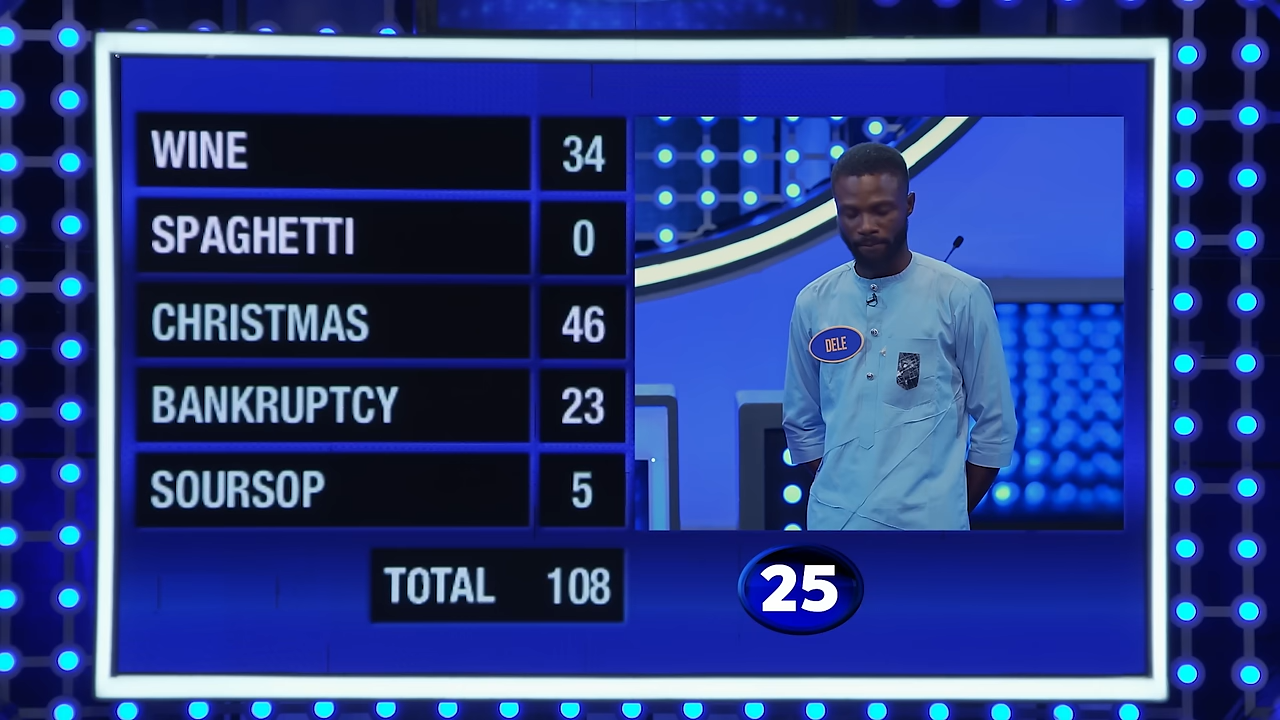 WINE 34
SPAGHETTI 0
CHRISTMAS 46
BANKRUPTCY 23
SOURSOP 5
TOTAL 108
DELE
25